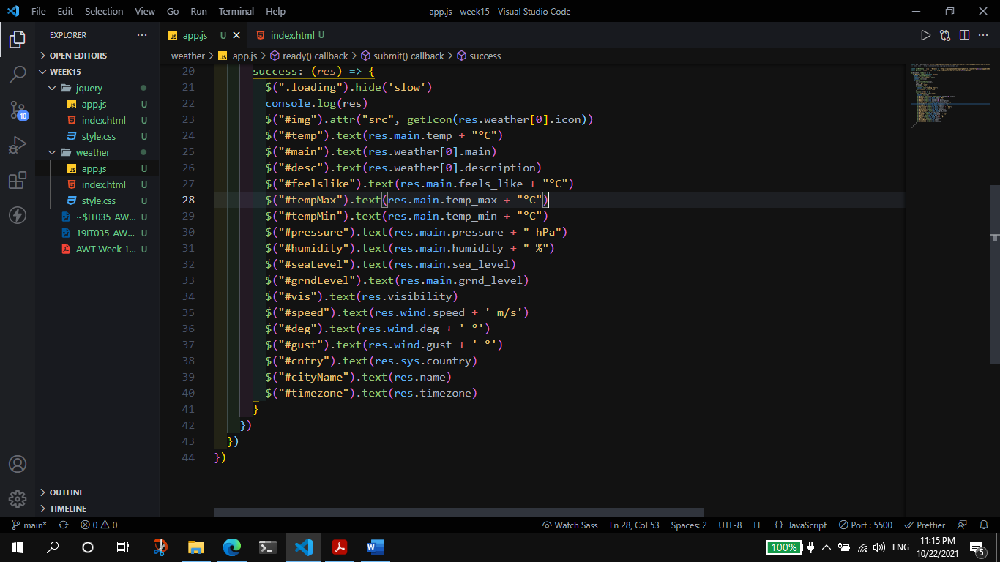 File Edit Selection View Go Run Terminal Help app.js - week15 - Visual Studio Code
EXPLORER ···
JS app.js U × index.html U
weather > JS app.js > ready() callback > submit() callback > success
OPEN EDITORS
WEEK15
jquery
JS app.js U
index.html U
style.css U
weather
JS app.js U
index.html U
style.css U
~$IT035-AW... U
19IT035-AW... U
AWT Week 1... U
OUTLINE
TIMELINE
10
20 success: (res) => {
21 $(".loading").hide('slow')
22 console.log(res)
23 $("#img").attr("src", getIcon(res.weather[0].icon))
24 $("#temp").text(res.main.temp + "°C")
25 $("#main").text(res.weather[0].main)
26 $("#desc").text(res.weather[0].description)
27 $("#feelslike").text(res.main.feels_like + "°C")
28 $("#tempMax").text(res.main.temp_max + "°C")
29 $("#tempMin").text(res.main.temp_min + "°C")
30 $("#pressure").text(res.main.pressure + " hPa")
31 $("#humidity").text(res.main.humidity + " %")
32 $("#seaLevel").text(res.main.sea_level)
33 $("#grndLevel").text(res.main.grnd_level)
34 $("#vis").text(res.visibility)
35 $("#speed").text(res.wind.speed + ' m/s')
36 $("#deg").text(res.wind.deg + ' °')
37 $("#gust").text(res.wind.gust + ' °')
38 $("#cntry").text(res.sys.country)
39 $("#cityName").text(res.name)
40 $("#timezone").text(res.timezone)
41 }
42 })
43 })
44 })
main* 0 0 Watch Sass Ln 28, Col 53 Spaces: 2 UTF-8 LF {} JavaScript Port : 5500 Prettier
100% ENG 11:15 PM
10/22/2021 5